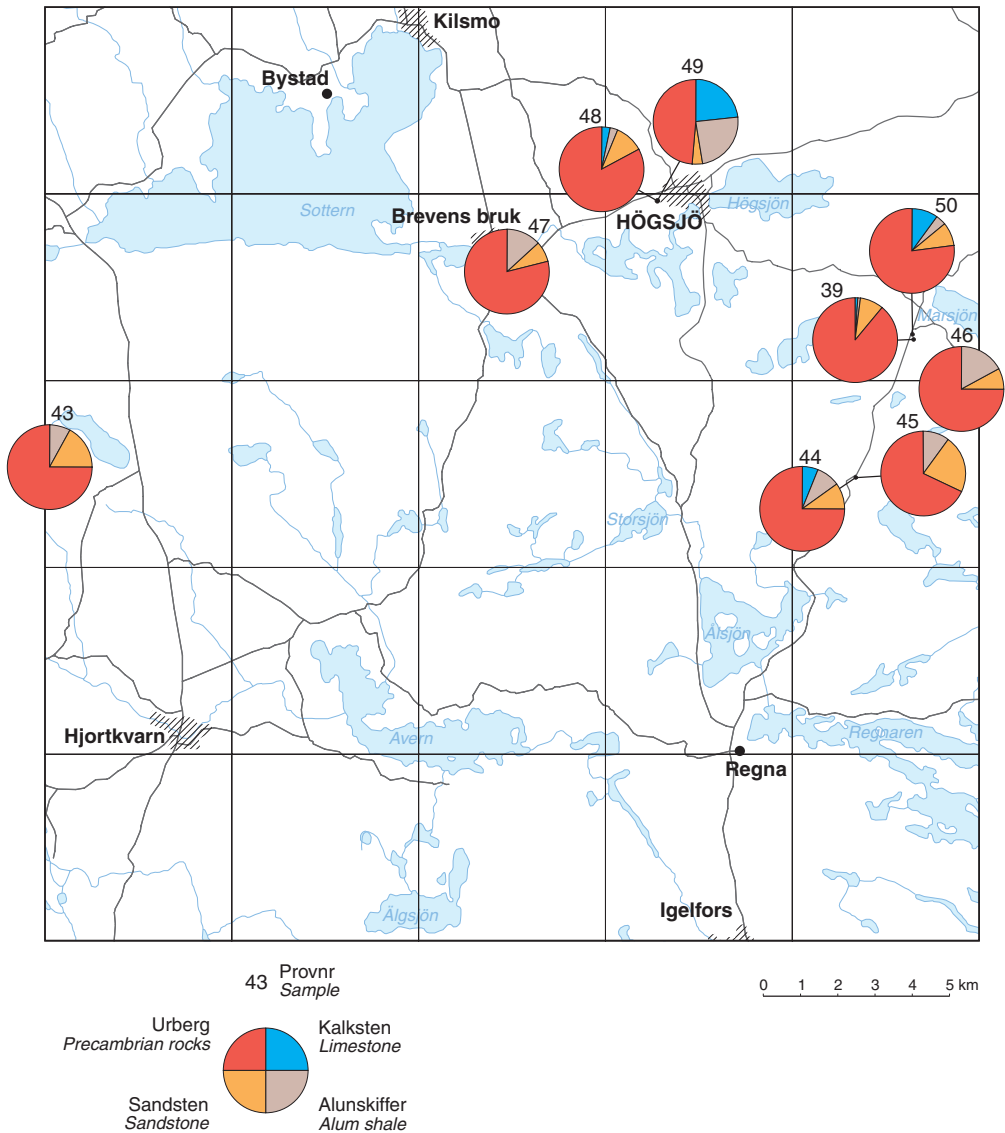 Kilsmo
49
Bystad
48
50
Sottern
Högsjön
Brevens bruk
47
HÖGSJÖ
39
Marsjön
46
43
45
44
Storsjön
Ålsjön
Hjortkvarn
Avern
Regnaren
Regna
Älgsjön
Igelfors
43 Provnr
Sample
0 1 2 3 4 5 km
Urberg
Precambrian rocks
Kalksten
Limestone
Sandsten
Sandstone
Alunskiffer
Alum shale